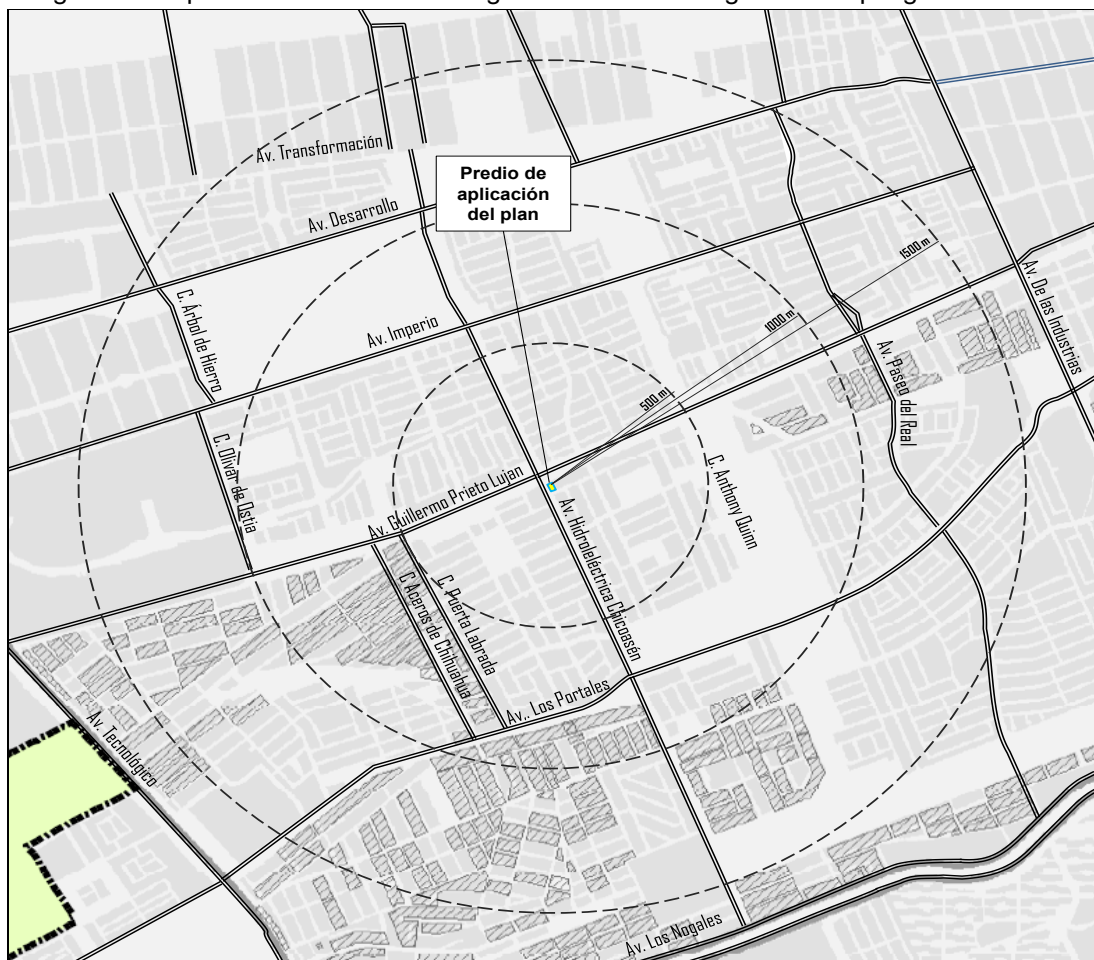 Av. Transformación
Predio de
aplicación
del plan
Av. Desarrollo
1500 m
Av. De las Industrias
C. Árbol de Hierro
Av. Imperio
1000 m
Av. Paseo del Real
500 m
C. Olivar de Ostia
Av. Guillermo Prieto Lujan
C. Anthony Quinn
Av. Hidroleléctrica Chicoasén
C. Puerta Labrada
C Aceros de Chihuahua
Av,. Los Portales
Av. Tecnológico
Av. Los Nogales